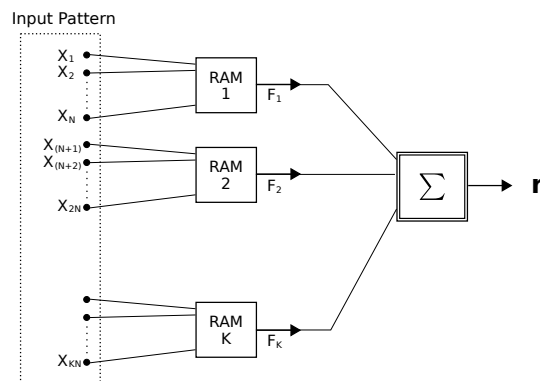 Input Pattern
X1
X2
XN
RAM
1
F1
X(N+1)
X(N+2)
X2N
RAM
2
F2
Σ
r
XKN
RAM
K
FK